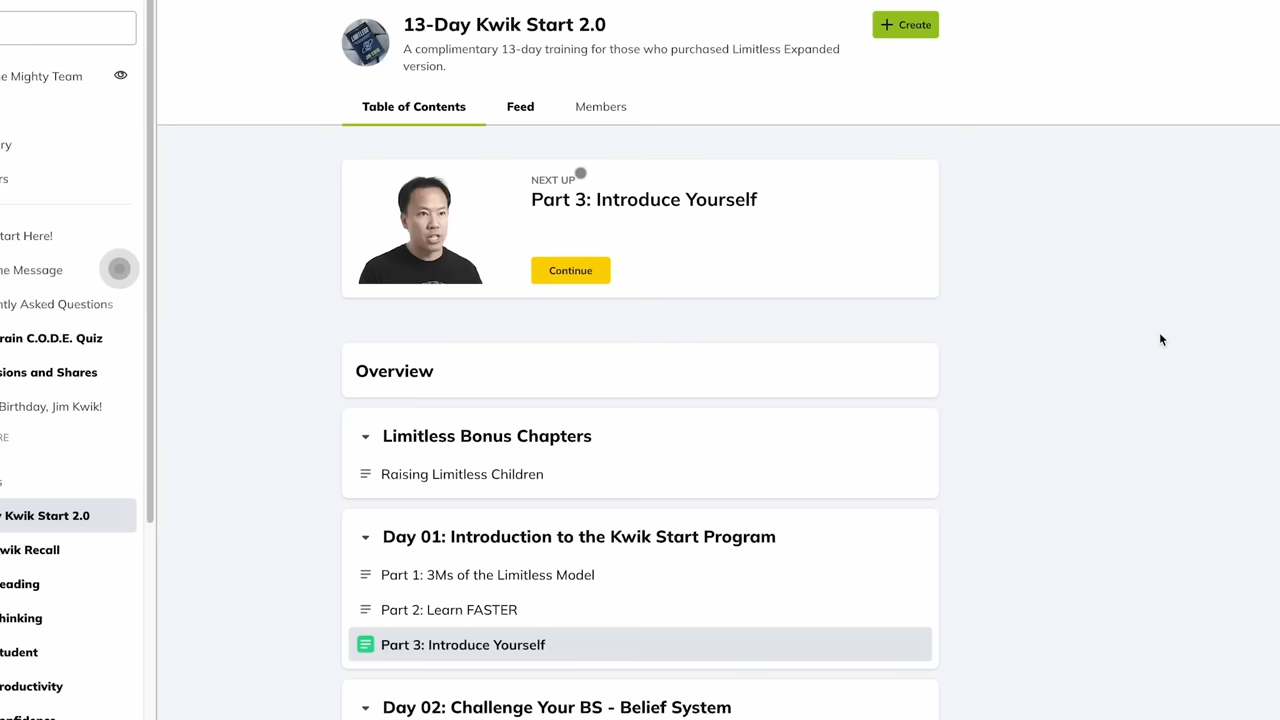 13-Day Kwik Start 2.0
A complimentary 13-day training for those who purchased Limitless Expanded
version.
Create
Table of Contents
Feed
Members
e Mighty Team
ry
rs
tart Here!
ne Message
ntly Asked Questions
rain C.O.D.E. Quiz
sions and Shares
Birthday, Jim Kwik!
RE
s
y Kwik Start 2.0
wik Recall
eading
hinking
tudent
roductivity
NEXT UP
Part 3: Introduce Yourself
Continue
Overview
Limitless Bonus Chapters
Raising Limitless Children
Day 01: Introduction to the Kwik Start Program
Part 1: 3Ms of the Limitless Model
Part 2: Learn FASTER
Part 3: Introduce Yourself
Day 02: Challenge Your BS - Belief System